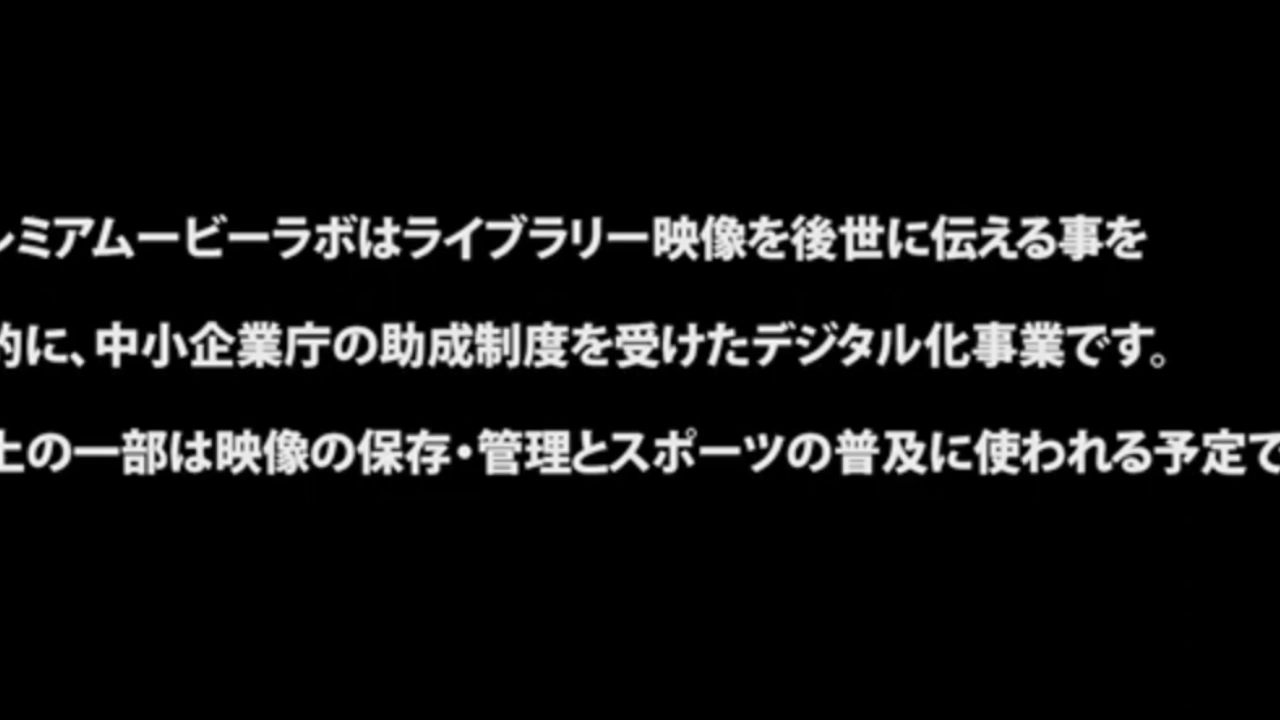 レミアムービーラボはライブラリー映像を後世に伝える事を
的に、中小企業庁の助成制度を受けたデジタル化事業です。
上の一部は映像の保存・管理とスポーツの普及に使われる予定で